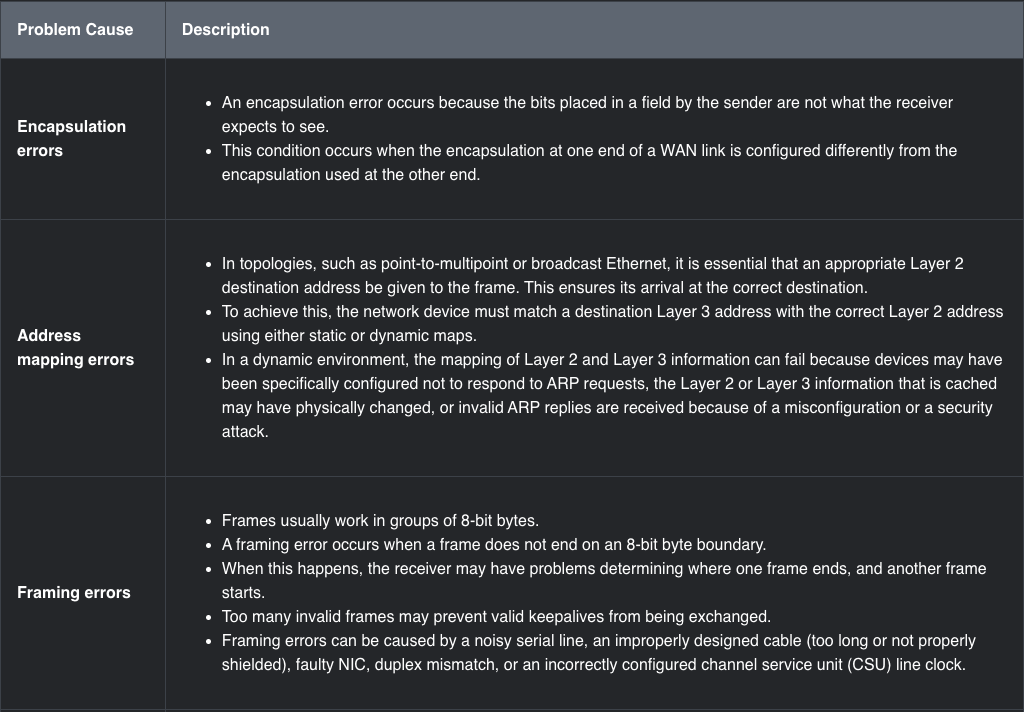 Problem Cause
Description
Encapsulation
errors
• An encapsulation error occurs because the bits placed in a field by the sender are not what the receiver
expects to see.
• This condition occurs when the encapsulation at one end of a WAN link is configured differently from the
encapsulation used at the other end.
Address
mapping errors
• In topologies, such as point-to-multipoint or broadcast Ethernet, it is essential that an appropriate Layer 2
destination address be given to the frame. This ensures its arrival at the correct destination.
• To achieve this, the network device must match a destination Layer 3 address with the correct Layer 2 address
using either static or dynamic maps.
• In a dynamic environment, the mapping of Layer 2 and Layer 3 information can fail because devices may have
been specifically configured not to respond to ARP requests, the Layer 2 or Layer 3 information that is cached
may have physically changed, or invalid ARP replies are received because of a misconfiguration or a security
attack.
Framing errors
• Frames usually work in groups of 8-bit bytes.
• A framing error occurs when a frame does not end on an 8-bit byte boundary.
• When this happens, the receiver may have problems determining where one frame ends, and another frame
starts.
• Too many invalid frames may prevent valid keepalives from being exchanged.
• Framing errors can be caused by a noisy serial line, an improperly designed cable (too long or not properly
shielded), faulty NIC, duplex mismatch, or an incorrectly configured channel service unit (CSU) line clock.